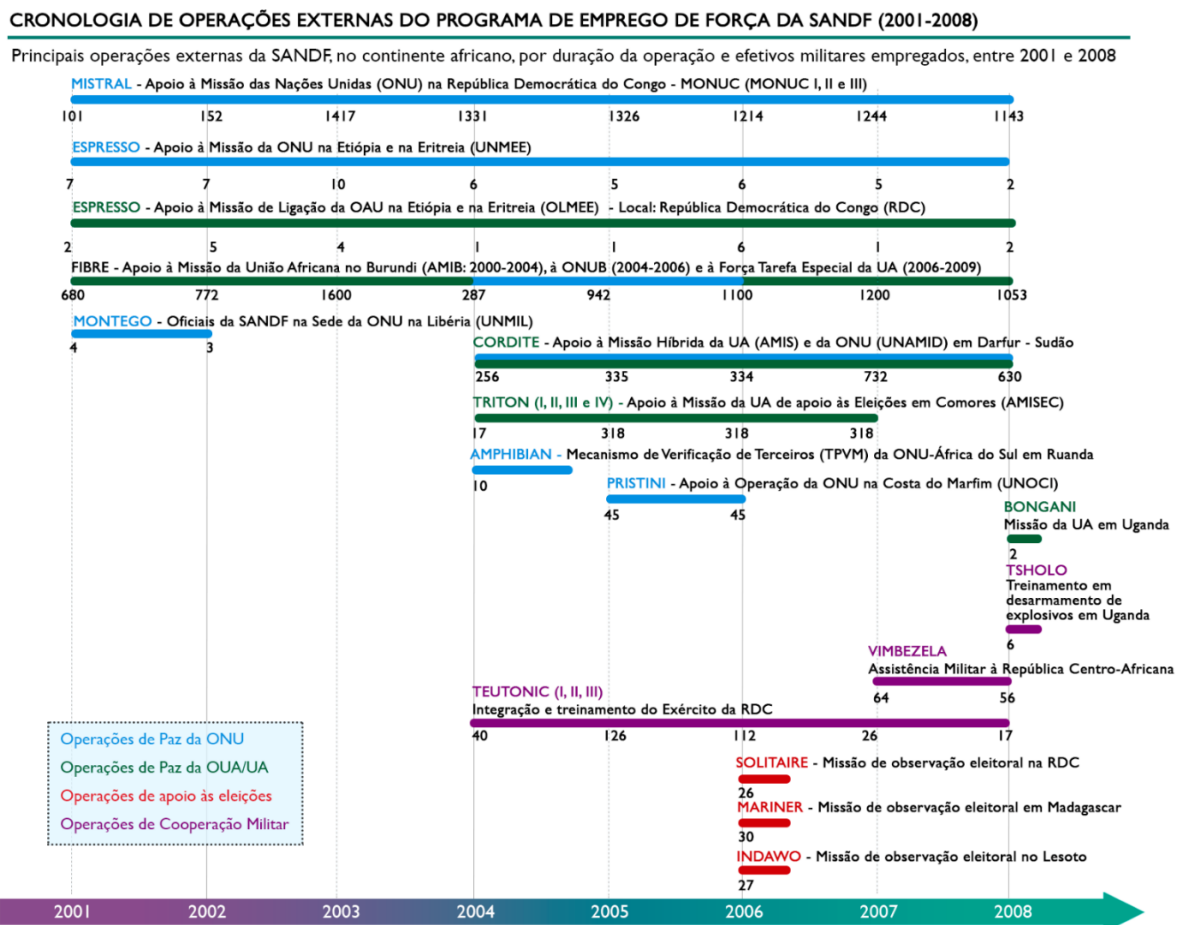 CRONOLOGIA DE OPERAÇÕES EXTERNAS DO PROGRAMA DE EMPREGO DE FORÇA DA SANDF (2001-2008)
Principais operações externas da SANDF, no continente africano, por duração da operação e efetivos militares empregados, entre 2001 e 2008
MISTRAL - Apoio à Missão das Nações Unidas (ONU) na República Democrática do Congo - MONUC (MONUC I, II e III)
101 152 1417 1331 1326 1214 1244 1143
ESPRESSO - Apoio à Missão da ONU na Etiópia e na Eritreia (UNMEE)
7 7 10 6 5 6 5 2
ESPRESSO - Apoio à Missão de Ligação da OAU na Etiópia e na Eritreia (OLMEE) - Local: República Democrática do Congo (RDC)
2 5 4 1 1 6 1 2
FIBRE - Apoio à Missão da União Africana no Burundi (AMIB: 2000-2004), à ONUB (2004-2006) e à Força Tarefa Especial da UA (2006-2009)
680 772 1600 287 942 1100 1200 1053
MONTEGO - Oficiais da SANDF na Sede da ONU na Libéria (UNMIL)
4 3
CORDITE - Apoio à Missão Híbrida da UA (AMIS) e da ONU (UNAMID) em Darfur - Sudão
256 335 334 732 630
TRITON (I, II, III e IV) - Apoio à Missão da UA de apoio às Eleições em Comores (AMISEC)
17 318 318 318
AMPHIBIAN - Mecanismo de Verificação de Terceiros (TPVM) da ONU-África do Sul em Ruanda
10
PRISTINI - Apoio à Operação da ONU na Costa do Marfim (UNOCI)
45 45
BONGANI
Missão da UA em Uganda
2
TSHOLO
Treinamento em
desarmamento de
explosivos em Uganda
6
VIMBEZELA
Assistência Militar à República Centro-Africana
64 56
TEUTONIC (I, II, III)
Integração e treinamento do Exército da RDC
40 126 112 26 17
SOLITAIRE - Missão de observação eleitoral na RDC
26
MARINER - Missão de observação eleitoral em Madagascar
30
INDAWO - Missão de observação eleitoral no Lesoto
27
Operações de Paz da ONU
Operações de Paz da OUA/UA
Operações de apoio às eleições
Operações de Cooperação Militar
2001 2002 2003 2004 2005 2006 2007 2008